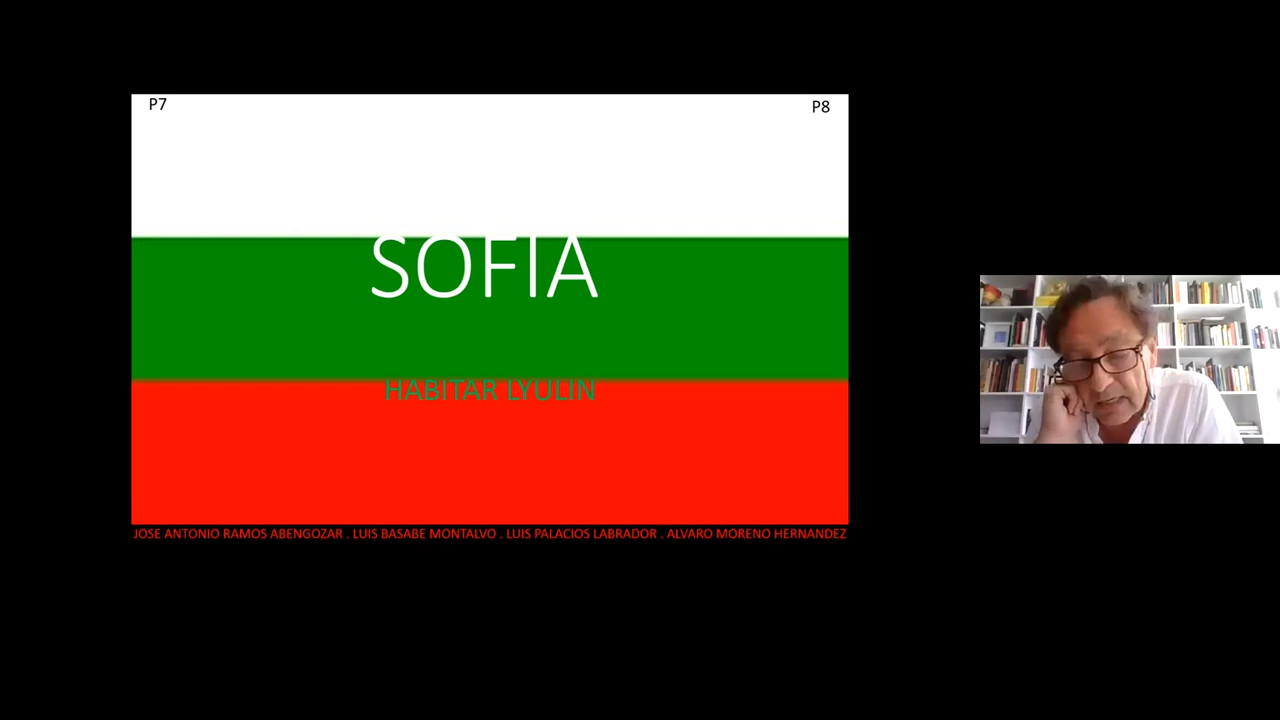 P7
P8
SOFIA
HABITAR LYULIN
JOSE ANTONIO RAMOS ABENGOZAR . LUIS BASABE MONTALVO . LUIS PALACIOS LABRADOR . ALVARO MORENO HERNANDEZ